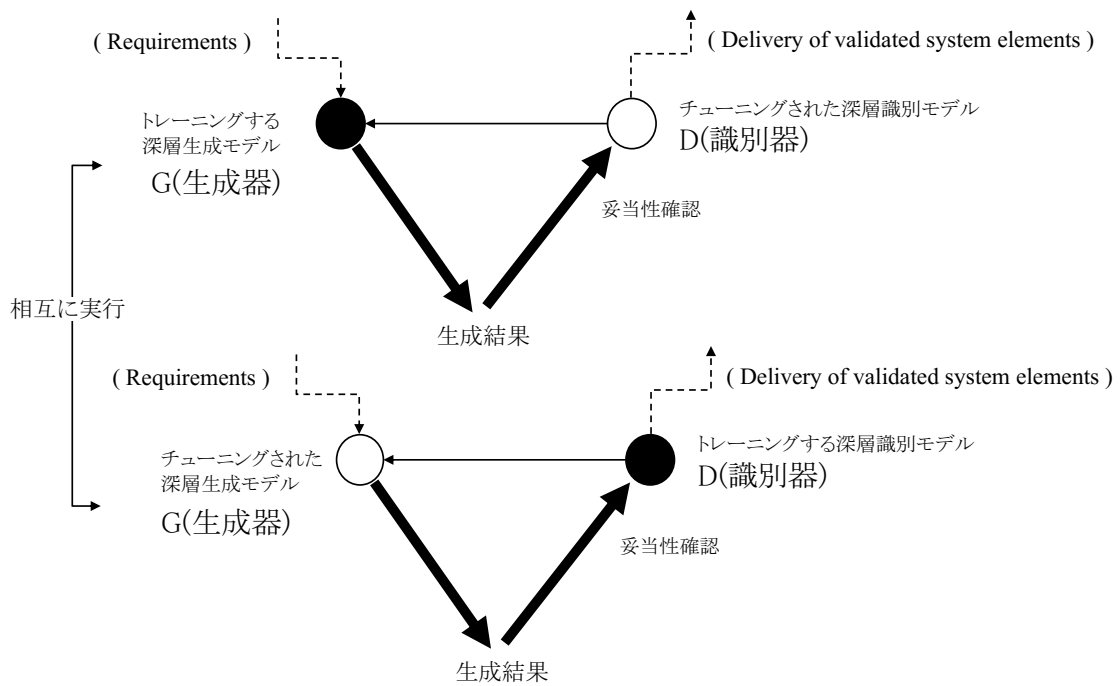 ( Requirements )
( Delivery of validated system elements )
トレーニングする
深層生成モデル
G(生成器)
チューニングされた深層識別モデル
D(識別器)
妥当性確認
生成結果
相互に実行
( Requirements )
( Delivery of validated system elements )
チューニングされた
深層生成モデル
G(生成器)
トレーニングする深層識別モデル
D(識別器)
妥当性確認
生成結果